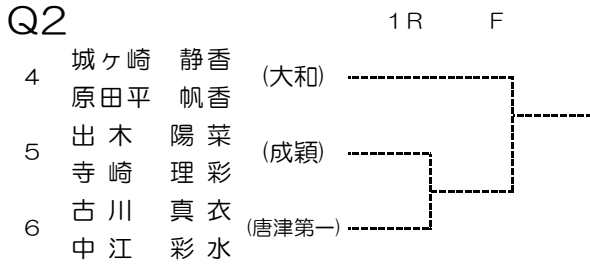 Q2 1R F
城ヶ崎 静香
4 (大和)
原田平 帆香
出木 陽菜
5 (成穎)
寺崎 理彩
古川 真衣
6 (唐津第一)
中江 彩水